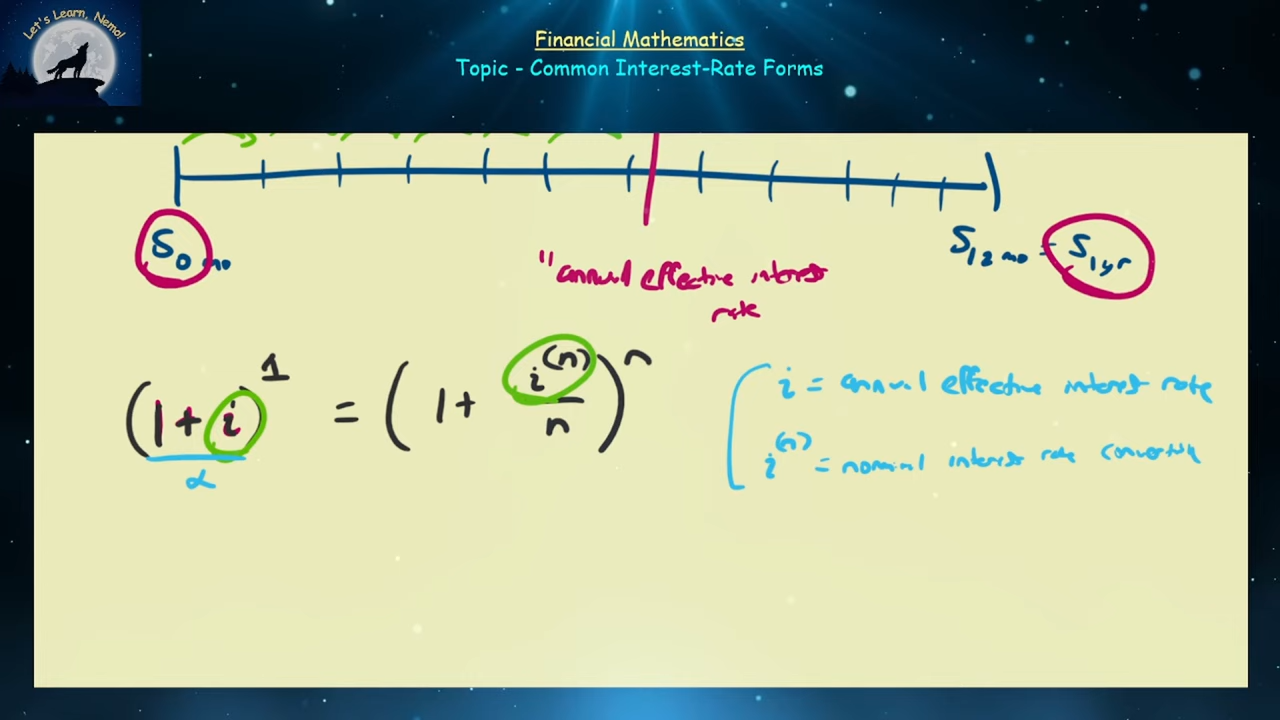 Let's Learn, Nemo!
Financial Mathematics
Topic - Common Interest-Rate Forms
S₀ mo
S₁₂ mo = S₁yr
"annual effective interest
rate
(1 + i)¹ = (1 + i⁽ⁿ⁾/n)ⁿ
α
i = annual effective interest rate
i⁽ⁿ⁾ = nominal interest rate convertible